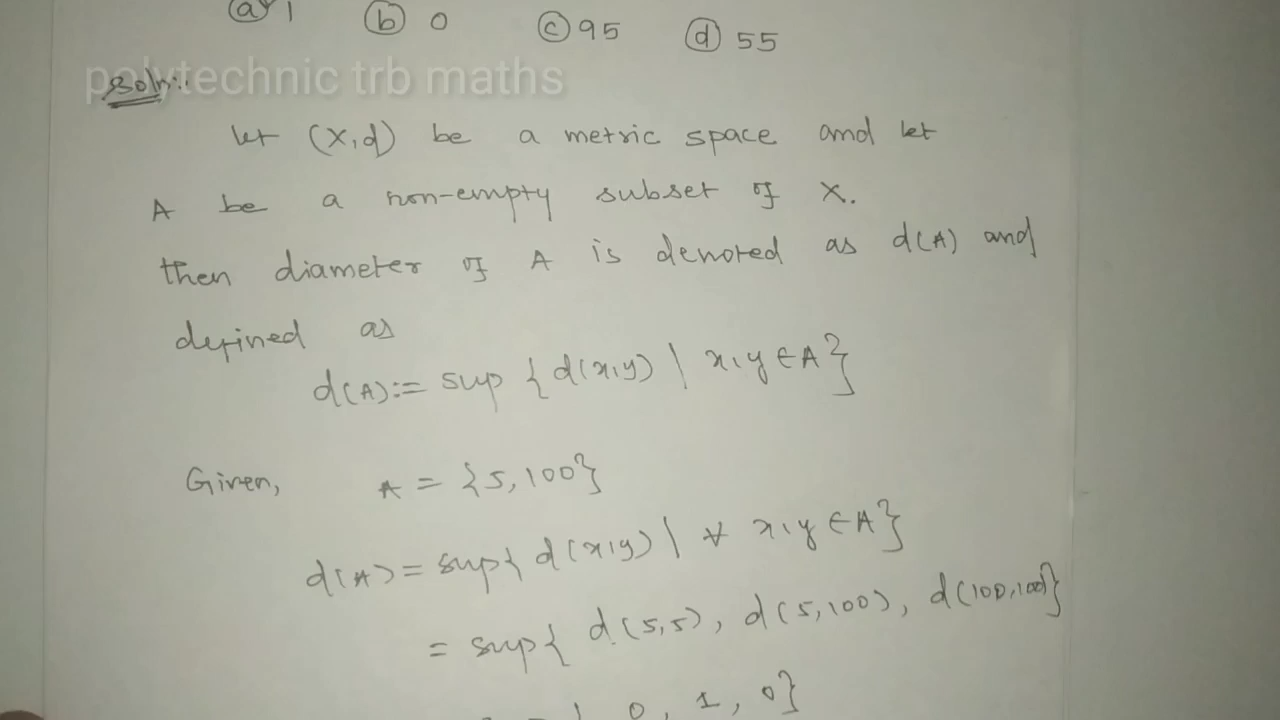 ⓐ 1 ⓑ 0 ⓒ 95 ⓓ 55
polytechnic trb maths
Soln:
let (X,d) be a metric space and let
A be a non-empty subset of X.
then diameter of A is denoted as d(A) and
defined as
d(A):= sup { d(x,y) | x,y ∈ A }
Given, A = {5,100}
d(A) = sup{ d(x,y) | ∀ x,y ∈ A }
= sup{ d(5,5), d(5,100), d(100,100) }
0, 1, 0}